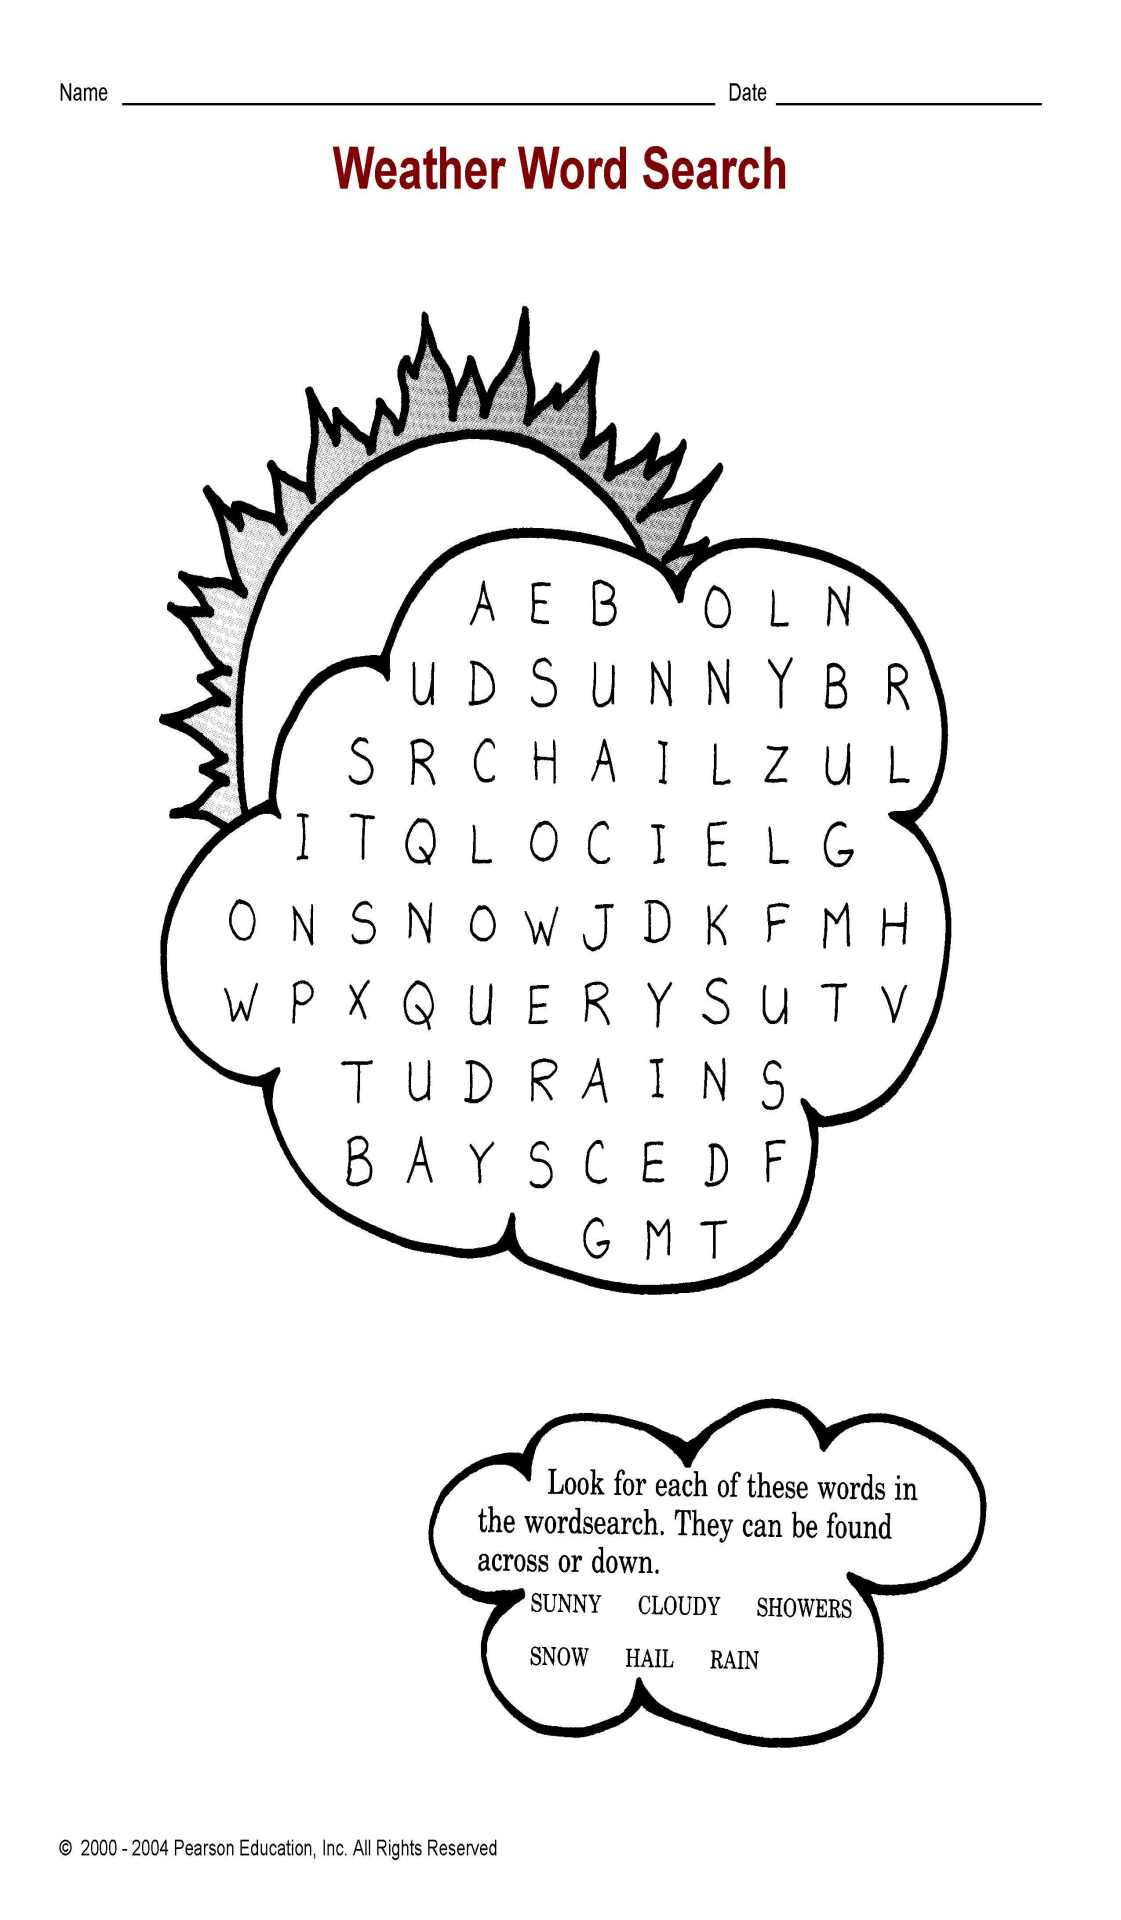 Name Date
Weather Word Search
A E B O L N
U D S U N N Y B R
S R C H A I L Z U L
I T Q L O C I E L G
O N S N O W J D K F M H
W P X Q U E R Y S U T V
T U D R A I N S
B A Y S C E D F
G M T
Look for each of these words in
the wordsearch. They can be found
across or down.
SUNNY CLOUDY SHOWERS
SNOW HAIL RAIN
© 2000 - 2004 Pearson Education, Inc. All Rights Reserved